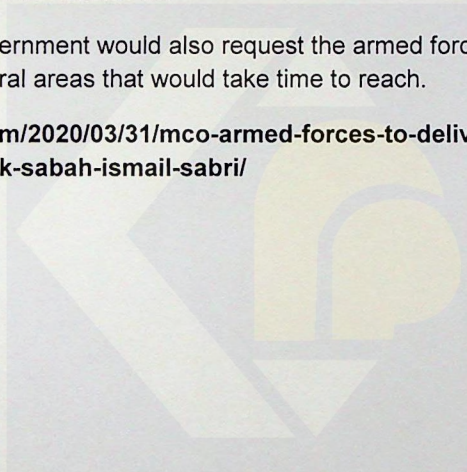 ernment would also request the armed forc
ral areas that would take time to reach.
m/2020/03/31/mco-armed-forces-to-deliv
k-sabah-ismail-sabri/